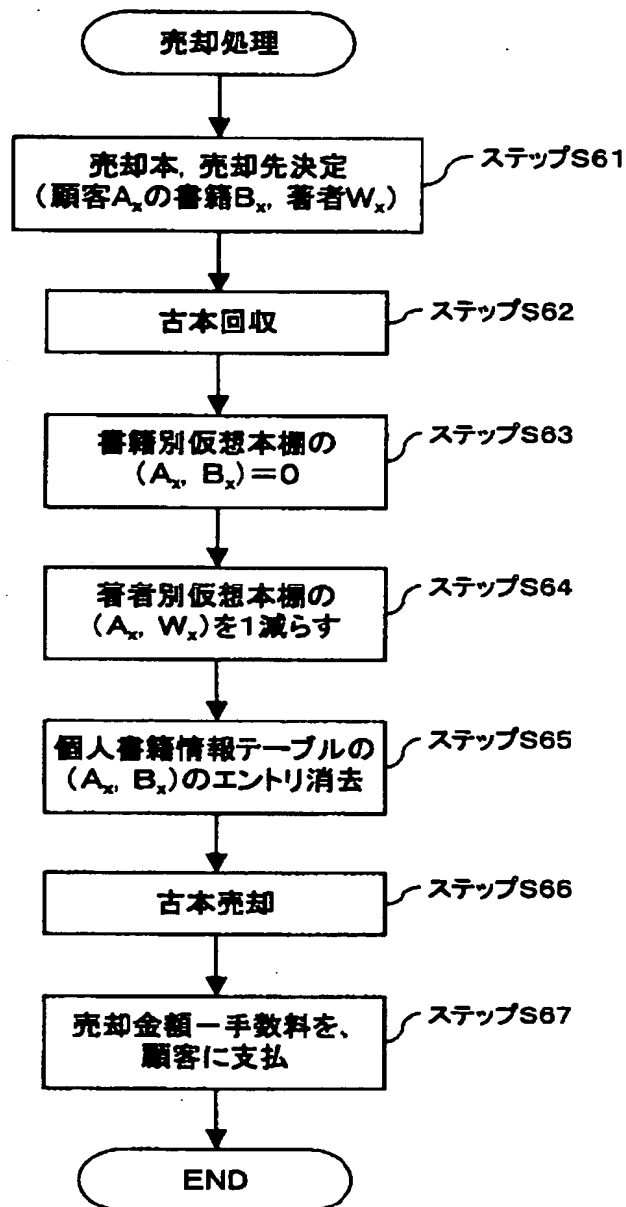 売却処理
売却本, 売却先決定
(顧客Aₓの書籍Bₓ, 著者Wₓ)
ステップS61
古本回収
ステップS62
書籍別仮想本棚の
(Aₓ, Bₓ)=0
ステップS63
著者別仮想本棚の
(Aₓ, Wₓ)を1減らす
ステップS64
個人書籍情報テーブルの
(Aₓ, Bₓ)のエントリ消去
ステップS65
古本売却
ステップS66
売却金額－手数料を、
顧客に支払
ステップS67
END